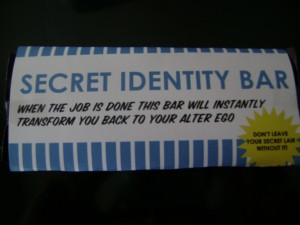 SECRET IDENTITY BAR
WHEN THE JOB IS DONE THIS BAR WILL INSTANTLY
TRANSFORM YOU BACK TO YOUR ALTER EGO
DON'T LEAVE
YOUR SECRET LAIR
WITHOUT IT!